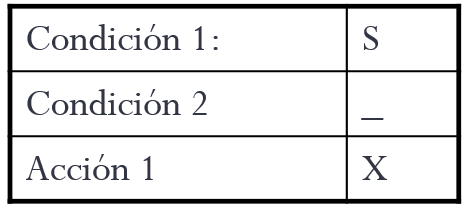 Condición 1: S
Condición 2 _
Acción 1 X